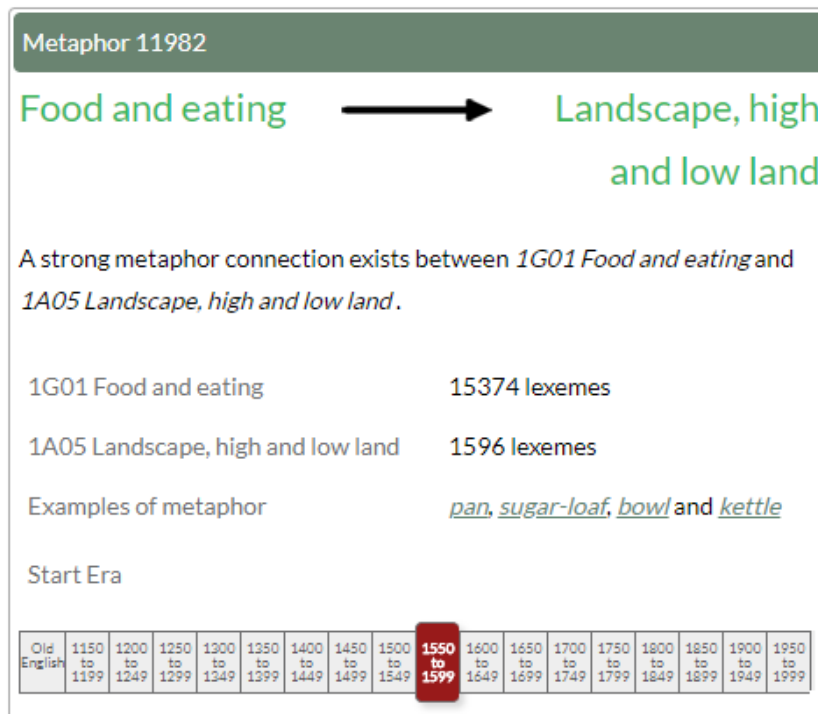 Metaphor 11982
Food and eating
Landscape, high
and low land
A strong metaphor connection exists between 1G01 Food and eating and
1A05 Landscape, high and low land .
1G01 Food and eating 15374 lexemes
1A05 Landscape, high and low land 1596 lexemes
Examples of metaphor pan, sugar-loaf, bowl and kettle
Start Era
Old English 1150 to 1199 1200 to 1249 1250 to 1299 1300 to 1349 1350 to 1399 1400 to 1449 1450 to 1499 1500 to 1549 1550 to 1599 1600 to 1649 1650 to 1699 1700 to 1749 1750 to 1799 1800 to 1849 1850 to 1899 1900 to 1949 1950 to 1999